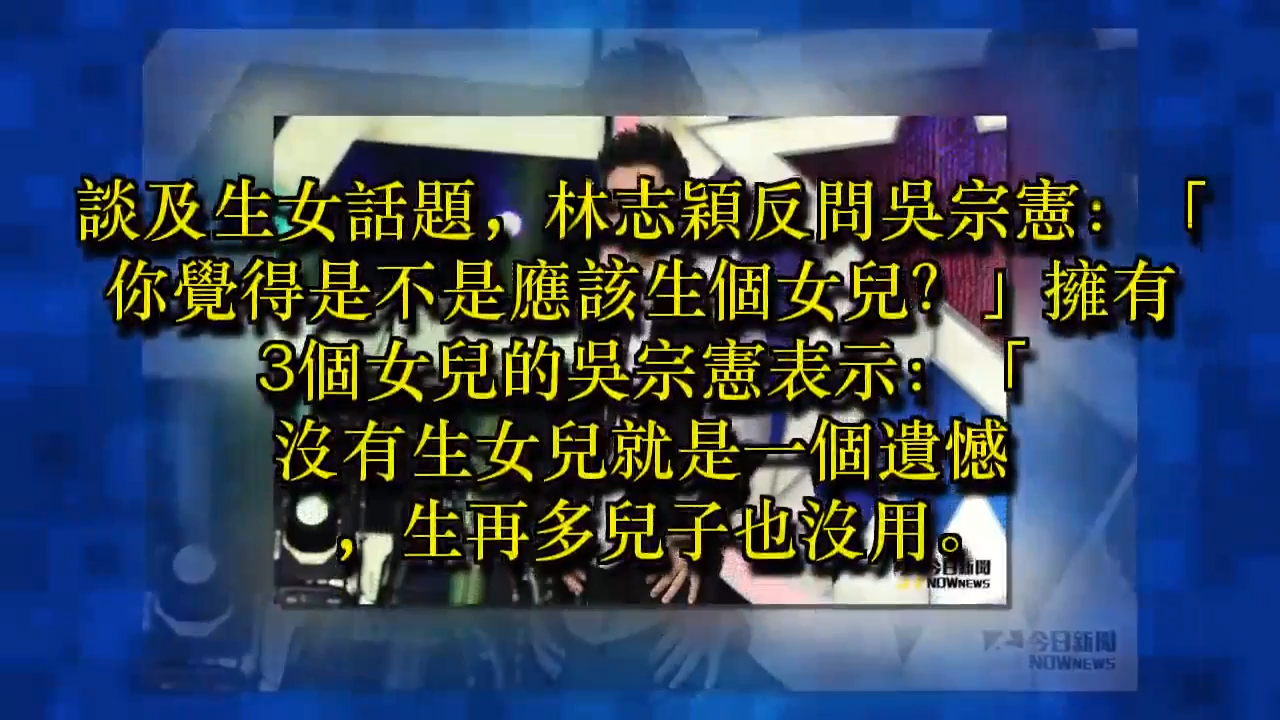 談及生女話題，林志穎反問吳宗憲：「
你覺得是不是應該生個女兒？」擁有
3個女兒的吳宗憲表示：「
沒有生女兒就是一個遺憾
，生再多兒子也沒用。
今日新聞
NOWNEWS
今日新聞
NOWNEWS